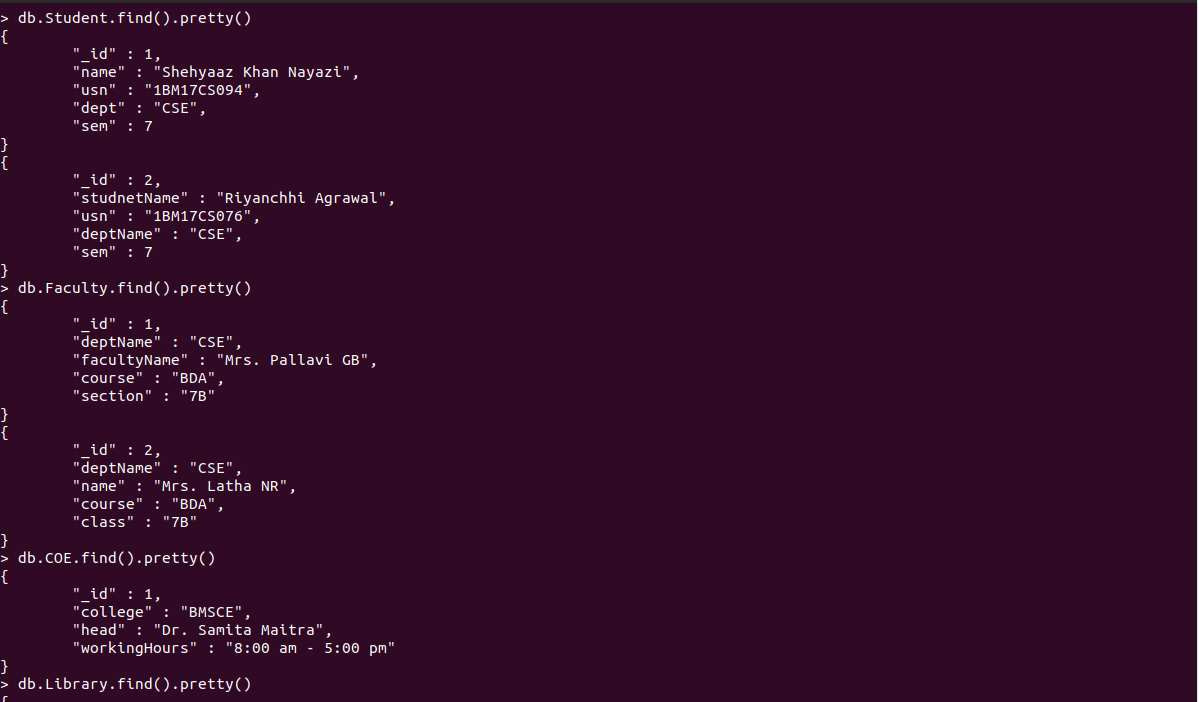 > db.Student.find().pretty()
{
"_id" : 1,
"name" : "Shehyaaz Khan Nayazi",
"usn" : "1BM17CS094",
"dept" : "CSE",
"sem" : 7
}
{
"_id" : 2,
"studnetName" : "Riyanchhi Agrawal",
"usn" : "1BM17CS076",
"deptName" : "CSE",
"sem" : 7
}
> db.Faculty.find().pretty()
{
"_id" : 1,
"deptName" : "CSE",
"facultyName" : "Mrs. Pallavi GB",
"course" : "BDA",
"section" : "7B"
}
{
"_id" : 2,
"deptName" : "CSE",
"name" : "Mrs. Latha NR",
"course" : "BDA",
"class" : "7B"
}
> db.COE.find().pretty()
{
"_id" : 1,
"college" : "BMSCE",
"head" : "Dr. Samita Maitra",
"workingHours" : "8:00 am - 5:00 pm"
}
> db.Library.find().pretty()
{